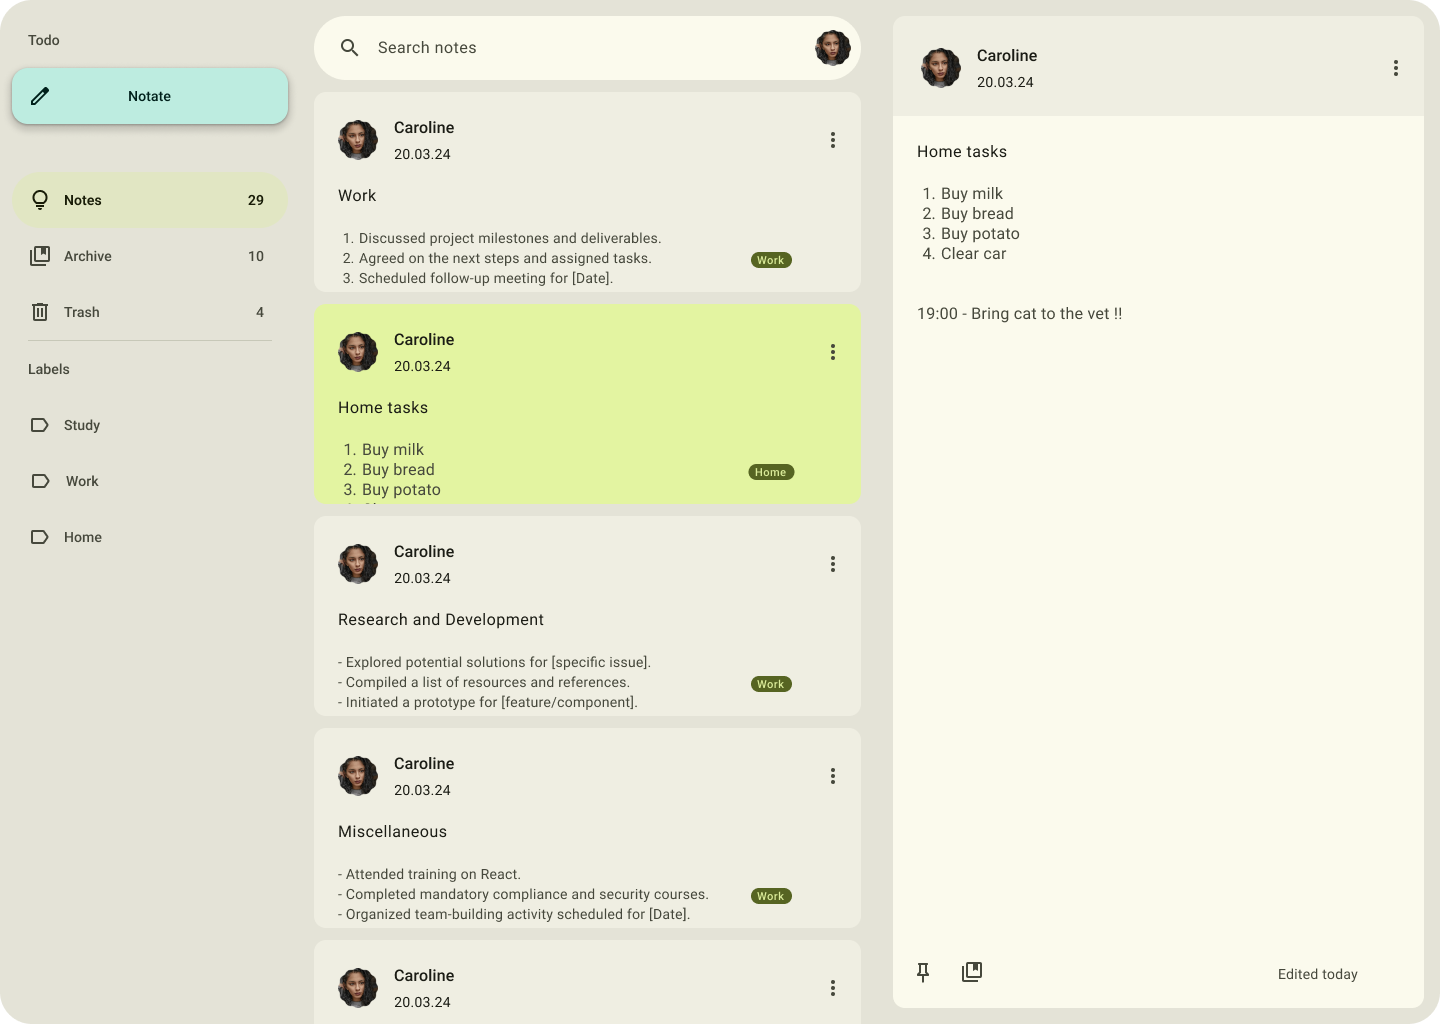 Todo
Notate
Notes 29
Archive 10
Trash 4
Labels
Study
Work
Home
Search notes
Caroline
20.03.24
Work
1. Discussed project milestones and deliverables.
2. Agreed on the next steps and assigned tasks.
3. Scheduled follow-up meeting for [Date].
Work
Caroline
20.03.24
Home tasks
1. Buy milk
2. Buy bread
3. Buy potato
Home
Caroline
20.03.24
Research and Development
- Explored potential solutions for [specific issue].
- Compiled a list of resources and references.
- Initiated a prototype for [feature/component].
Work
Caroline
20.03.24
Miscellaneous
- Attended training on React.
- Completed mandatory compliance and security courses.
- Organized team-building activity scheduled for [Date].
Work
Caroline
20.03.24
Caroline
20.03.24
Home tasks
1. Buy milk
2. Buy bread
3. Buy potato
4. Clear car
19:00 - Bring cat to the vet !!
Edited today